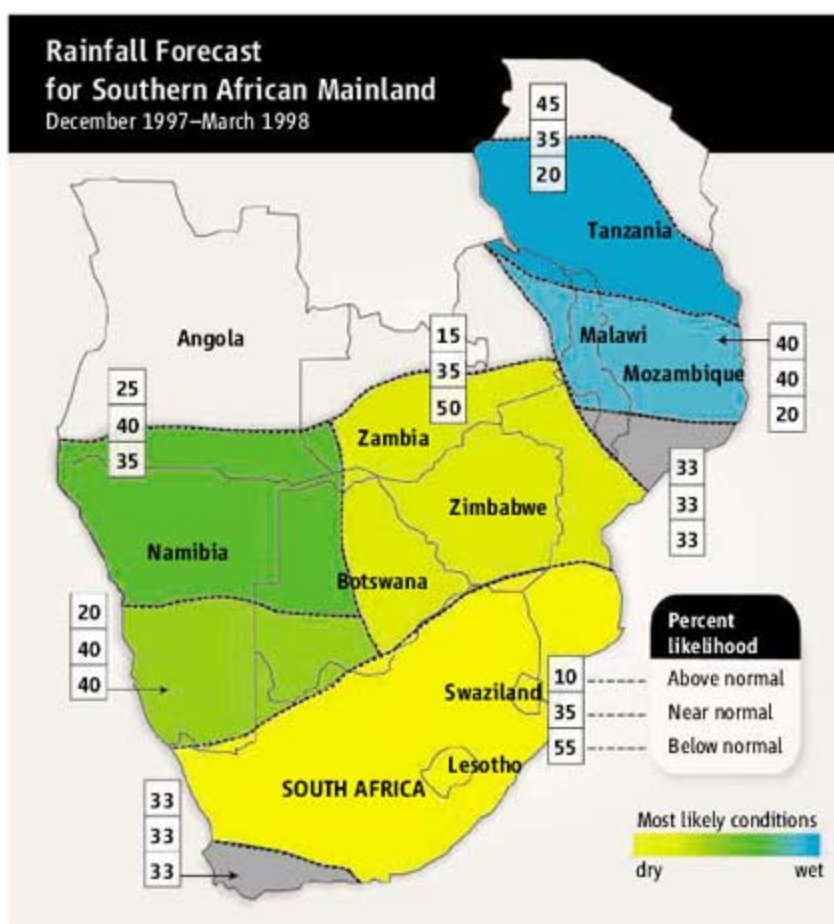 Rainfall Forecast
for Southern African Mainland
December 1997–March 1998
45
35
20
Tanzania
Angola
15
35
50
Malawi
Mozambique
40
40
20
25
40
35
Zambia
33
33
33
Zimbabwe
Namibia
Botswana
20
40
40
Percent
likelihood
Above normal
Near normal
Below normal
10
35
55
Swaziland
Lesotho
SOUTH AFRICA
33
33
33
Most likely conditions
dry wet